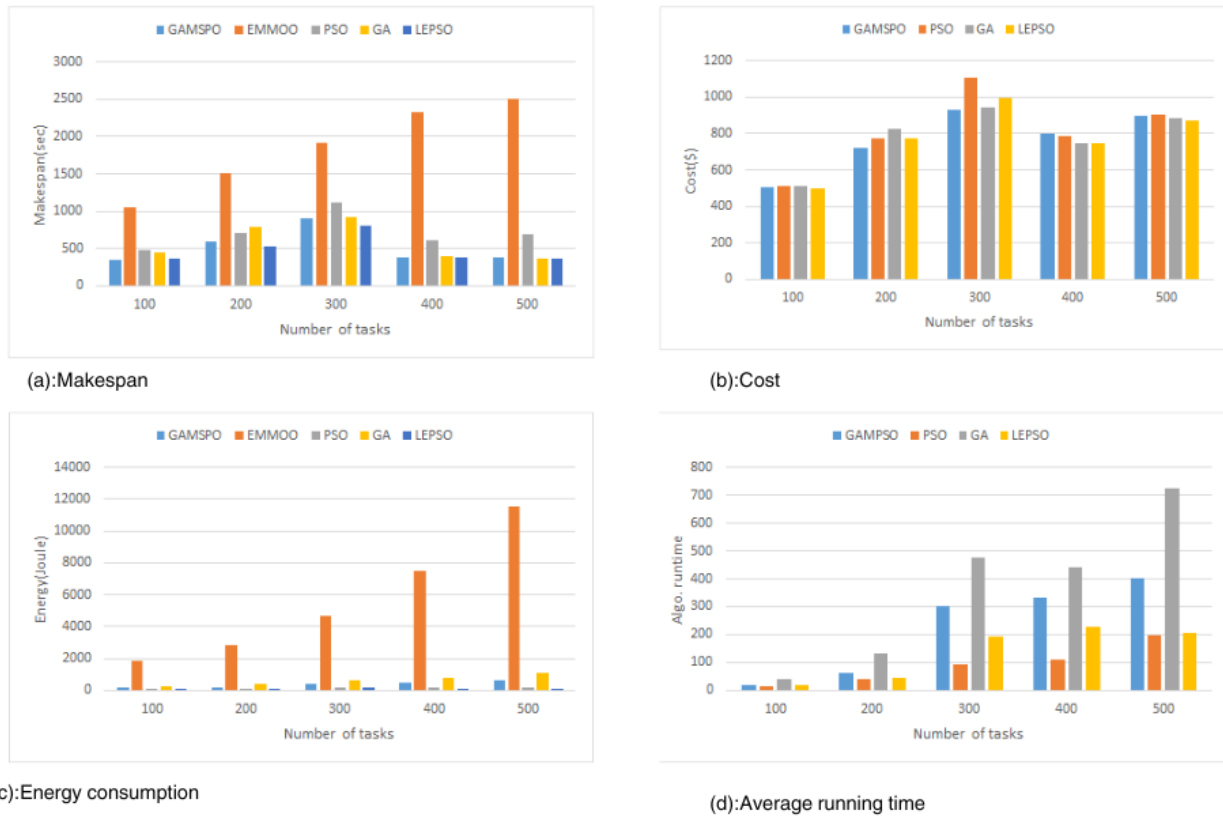 GAMSPO EMMOO PSO GA LEPSO
3000
2500
2000
1500
1000
500
0
Makespan(sec)
100 200 300 400 500
Number of tasks
(a):Makespan
GAMSPO PSO GA LEPSO
1200
1000
800
600
400
200
0
Cost($)
100 200 300 400 500
Number of tasks
(b):Cost
GAMSPO EMMOO PSO GA LEPSO
14000
12000
10000
8000
6000
4000
2000
0
Energy(Joule)
100 200 300 400 500
Number of tasks
c):Energy consumption
GAMPSO PSO GA LEPSO
800
700
600
500
400
300
200
100
0
Algo. runtime
100 200 300 400 500
Number of tasks
(d):Average running time